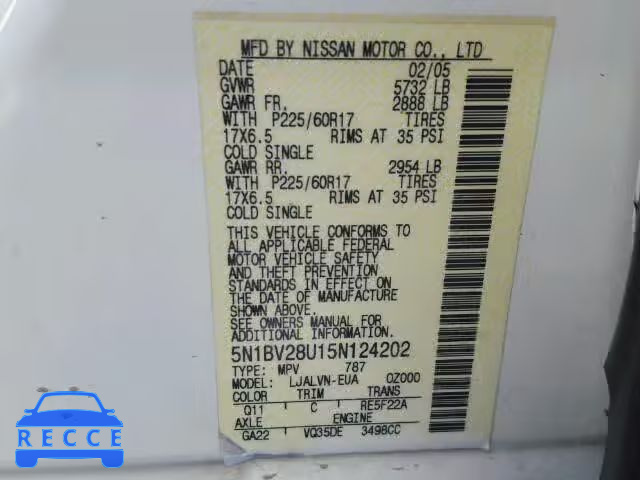 MFD BY NISSAN MOTOR CO., LTD
DATE 02/05
GVWR 5732 LB
GAWR FR. 2888 LB
WITH P225/60R17 TIRES
17X6.5 RIMS AT 35 PSI
COLD SINGLE
GAWR RR. 2954 LB
WITH P225/60R17 TIRES
17X6.5 RIMS AT 35 PSI
COLD SINGLE
THIS VEHICLE CONFORMS TO
ALL APPLICABLE FEDERAL
MOTOR VEHICLE SAFETY
AND THEFT PREVENTION
STANDARDS IN EFFECT ON
THE DATE OF MANUFACTURE
SHOWN ABOVE.
SEE OWNERS MANUAL FOR
ADDITIONAL INFORMATION.
5N1BV28U15N124202
TYPE: MPV 787
MODEL: LJALVN-EUA 0Z000
COLOR TRIM TRANS
Q11 C RE5F22A
AXLE ENGINE
GA22 VQ35DE 3498CC
RECCE